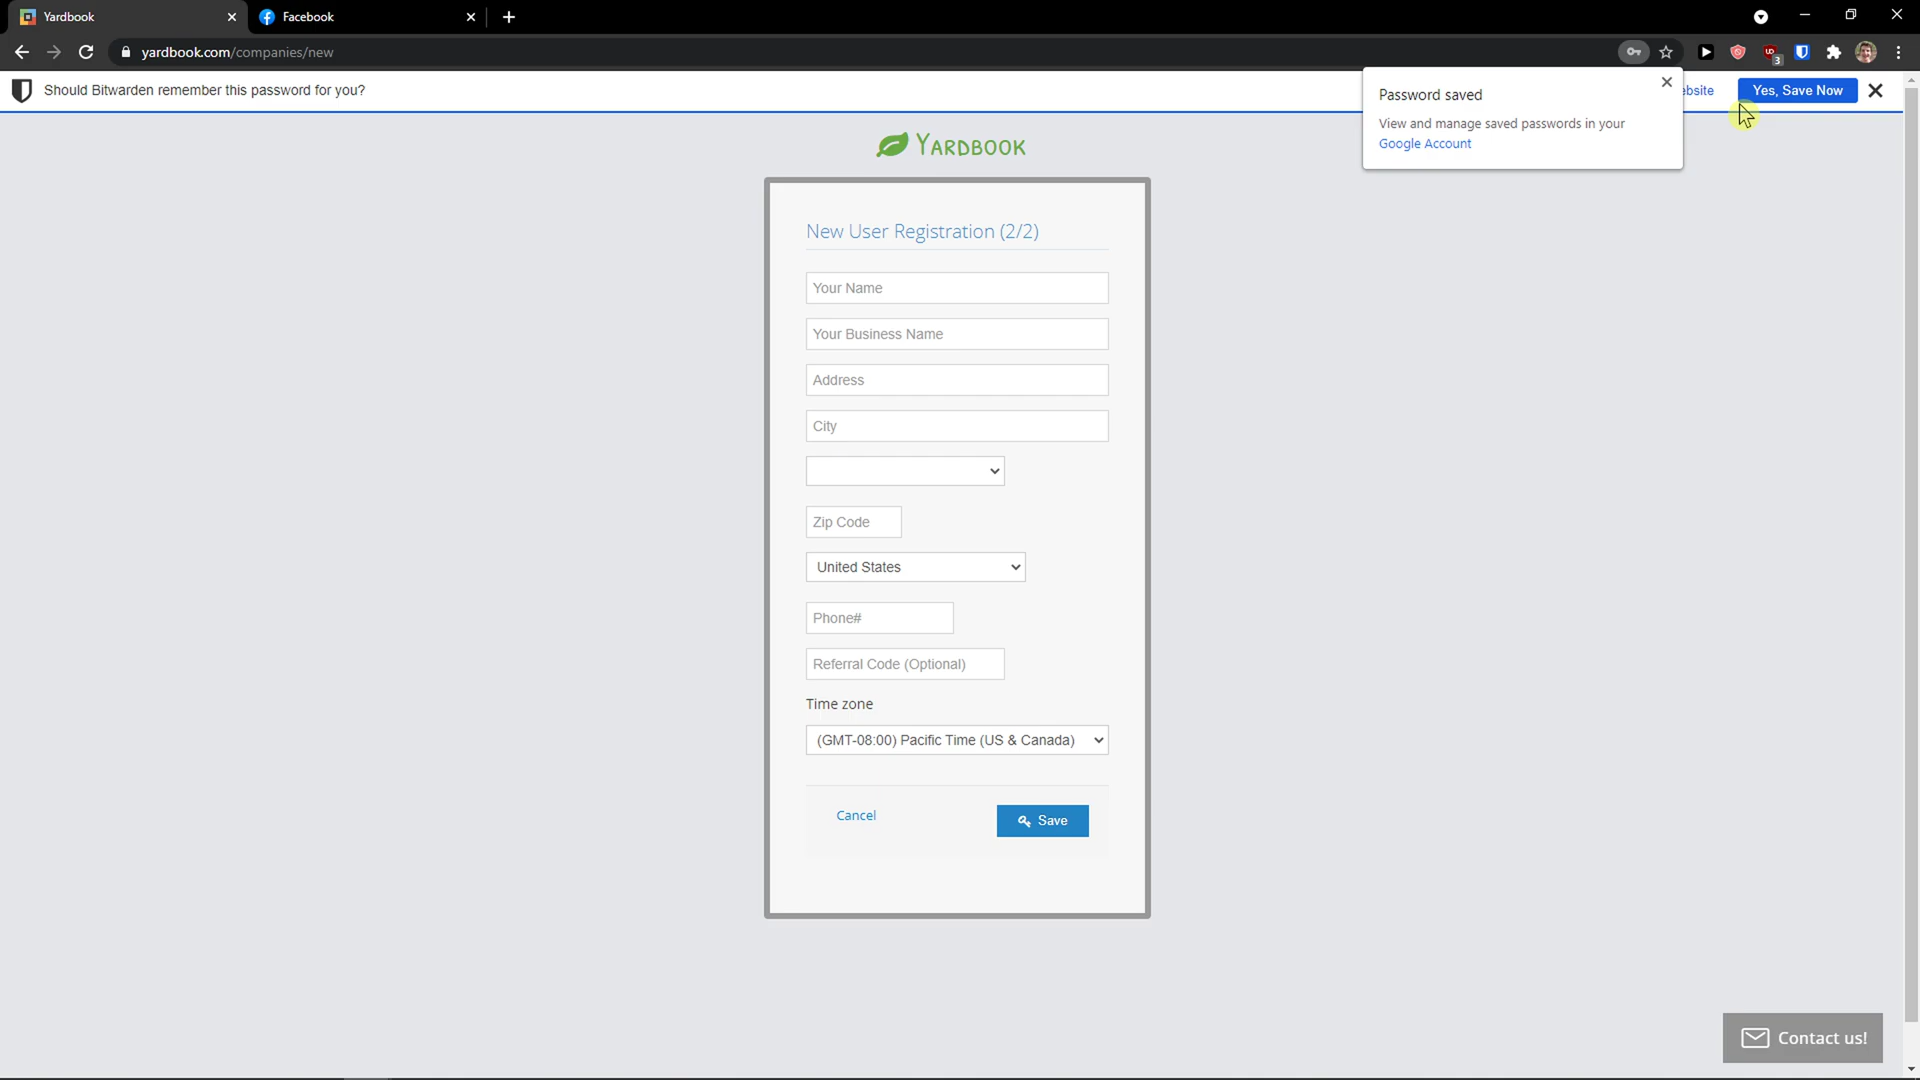 Yardbook
Facebook
yardbook.com/companies/new
3
Should Bitwarden remember this password for you?
Yes, Save Now
Password saved
View and manage saved passwords in your
Google Account
YARDBOOK
New User Registration (2/2)
Your Name
Your Business Name
Address
City
Zip Code
United States
Phone#
Referral Code (Optional)
Time zone
(GMT-08:00) Pacific Time (US & Canada)
Cancel
Save
Contact us!